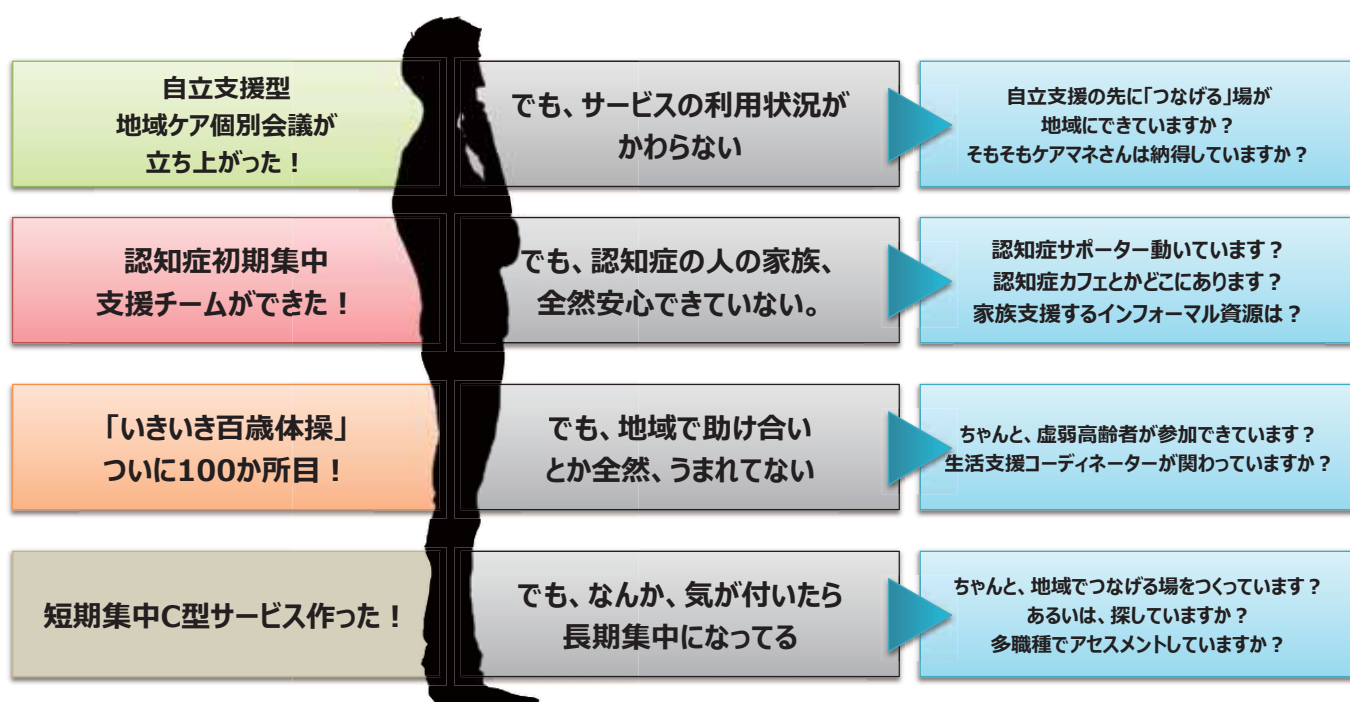 自立支援型
地域ケア個別会議が
立ち上がった！
でも、サービスの利用状況が
かわらない
自立支援の先に「つなげる」場が
地域にできていますか？
そもそもケアマネさんは納得していますか？
認知症初期集中
支援チームができた！
でも、認知症の人の家族、
全然安心できていない。
認知症サポーター動いています？
認知症カフェとかどこにあります？
家族支援するインフォーマル資源は？
「いきいき百歳体操」
ついに100か所目！
でも、地域で助け合い
とか全然、うまれてない
ちゃんと、虚弱高齢者が参加できています？
生活支援コーディネーターが関わっていますか？
短期集中C型サービス作った！
でも、なんか、気が付いたら
長期集中になってる
ちゃんと、地域でつなげる場をつくっています？
あるいは、探していますか？
多職種でアセスメントしていますか？